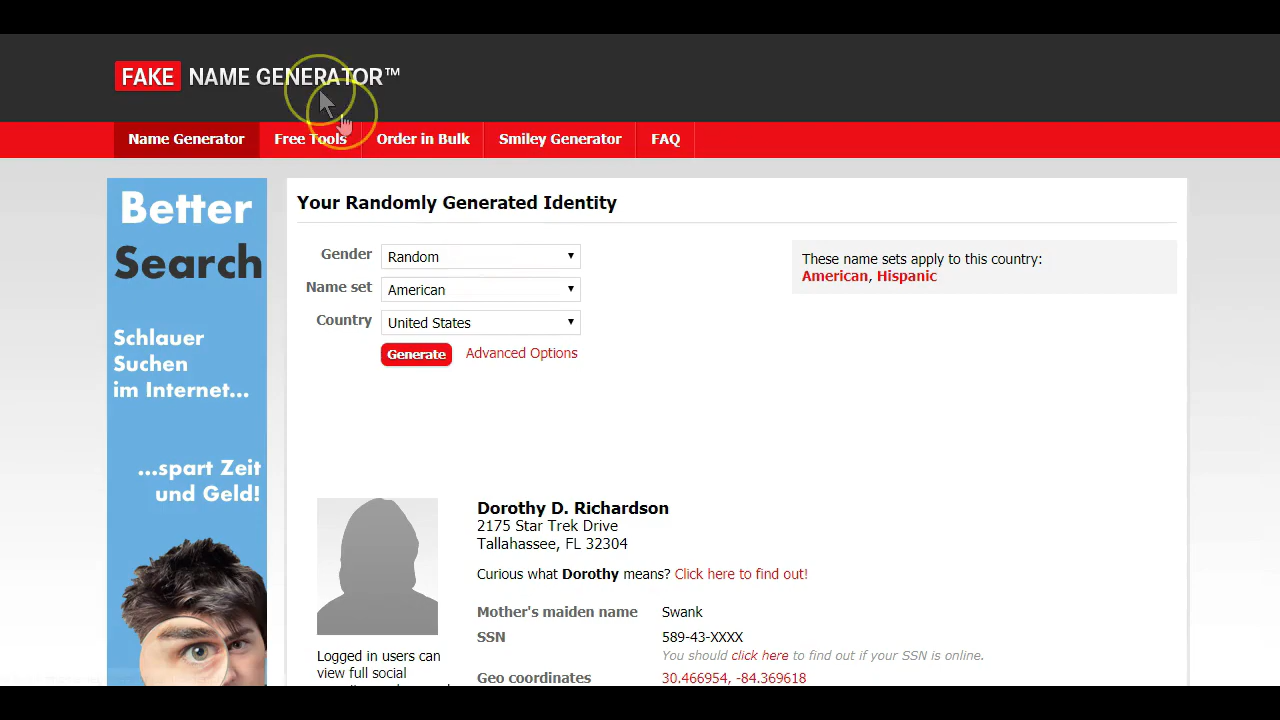 FAKE NAME GENERATOR™
Name Generator Free Tools Order in Bulk Smiley Generator FAQ
Better
Search
Schlauer
Suchen
im Internet...
...spart Zeit
und Geld!
Your Randomly Generated Identity
Gender Random
Name set American
Country United States
Generate Advanced Options
These name sets apply to this country:
American, Hispanic
Dorothy D. Richardson
2175 Star Trek Drive
Tallahassee, FL 32304
Curious what Dorothy means? Click here to find out!
Mother's maiden name Swank
SSN 589-43-XXXX
You should click here to find out if your SSN is online.
Geo coordinates 30.466954, -84.369618
Logged in users can
view full social